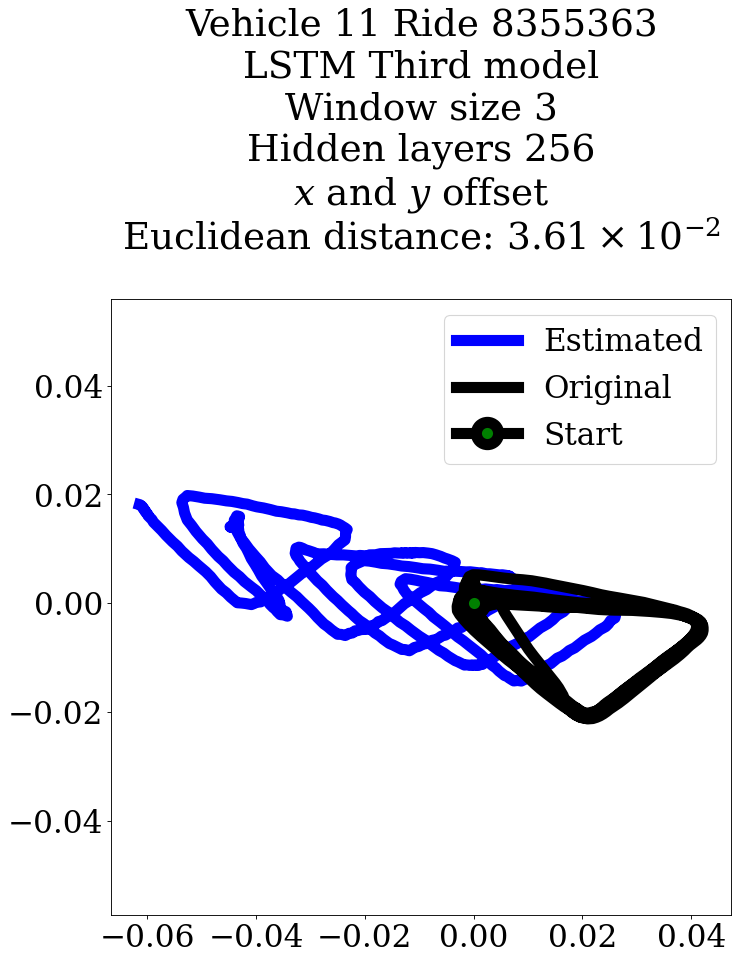 Vehicle 11 Ride 8355363
LSTM Third model
Window size 3
Hidden layers 256
x and y offset
Euclidean distance: 3.61 × 10⁻²
Estimated
Original
Start
0.04
0.02
0.00
−0.02
−0.04
−0.06 −0.04 −0.02 0.00 0.02 0.04